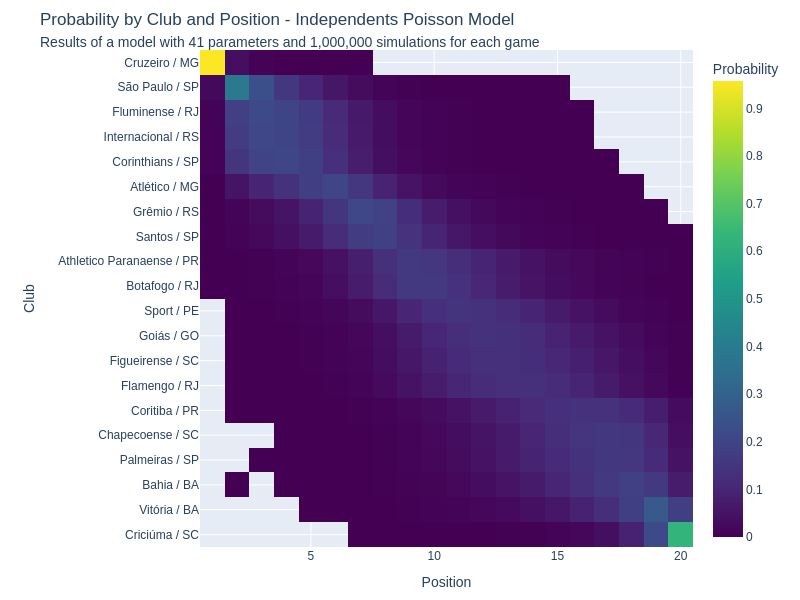 Probability by Club and Position - Independents Poisson Model
Results of a model with 41 parameters and 1,000,000 simulations for each game
Probability
Cruzeiro / MG
São Paulo / SP
Fluminense / RJ
Internacional / RS
Corinthians / SP
Atlético / MG
Grêmio / RS
Santos / SP
Athletico Paranaense / PR
Botafogo / RJ
Sport / PE
Goiás / GO
Figueirense / SC
Flamengo / RJ
Coritiba / PR
Chapecoense / SC
Palmeiras / SP
Bahia / BA
Vitória / BA
Criciúma / SC
Club
5
10
15
20
Position
0.9
0.8
0.7
0.6
0.5
0.4
0.3
0.2
0.1
0